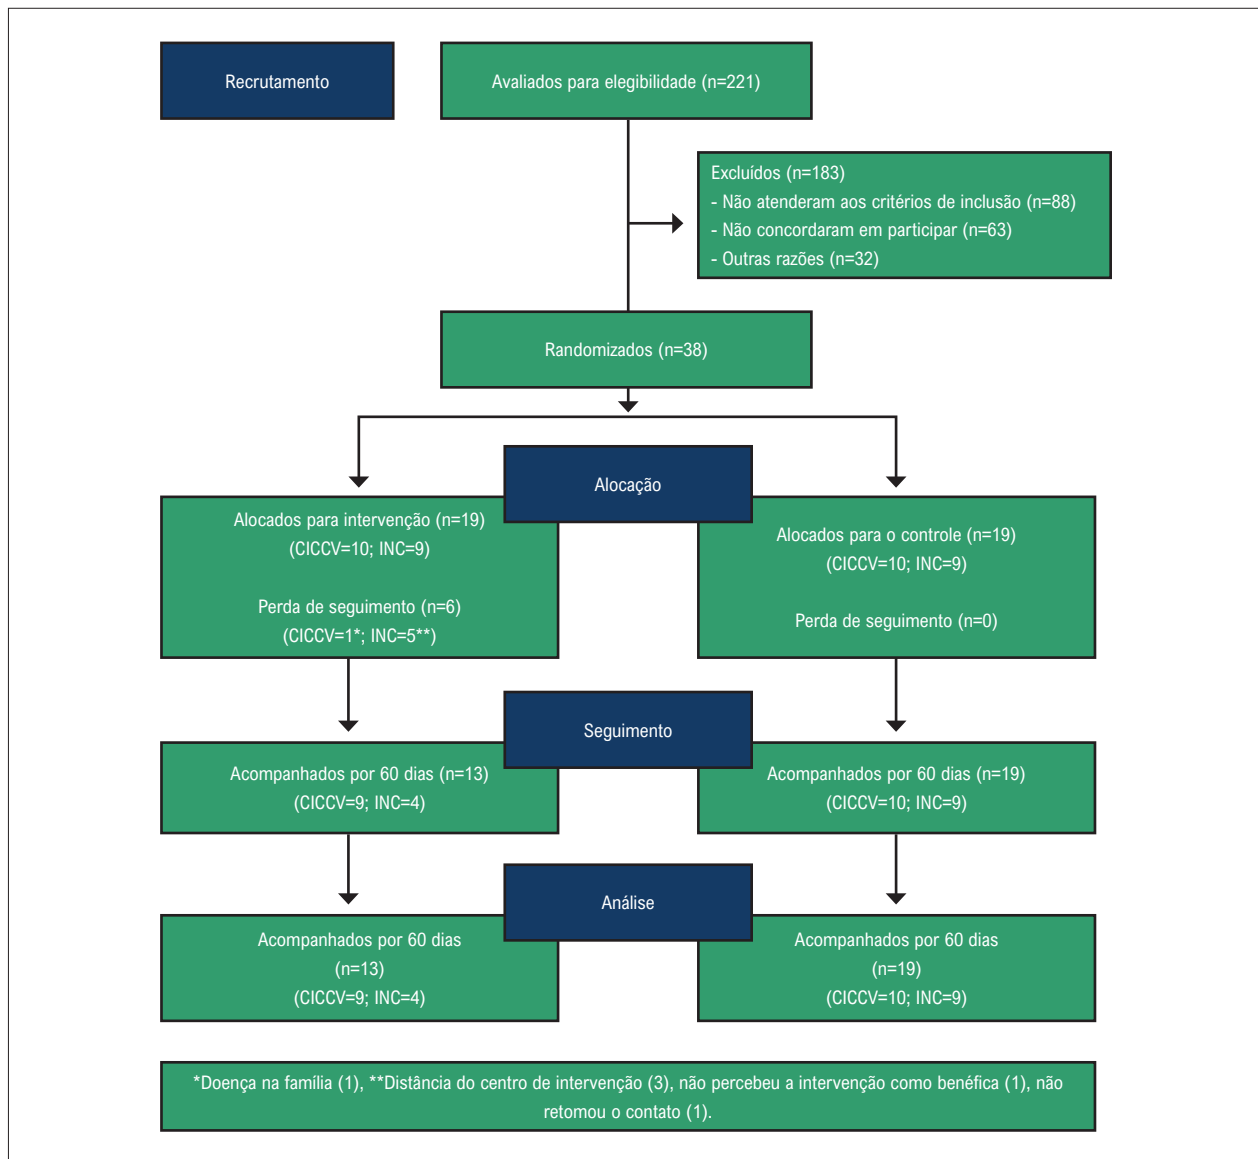 Recrutamento
Avaliados para elegibilidade (n=221)
Excluídos (n=183)
- Não atenderam aos critérios de inclusão (n=88)
- Não concordaram em participar (n=63)
- Outras razões (n=32)
Randomizados (n=38)
Alocação
Alocados para intervenção (n=19)
(CICCV=10; INC=9)
Perda de seguimento (n=6)
(CICCV=1*; INC=5**)
Alocados para o controle (n=19)
(CICCV=10; INC=9)
Perda de seguimento (n=0)
Seguimento
Acompanhados por 60 dias (n=13)
(CICCV=9; INC=4)
Acompanhados por 60 dias (n=19)
(CICCV=10; INC=9)
Análise
Acompanhados por 60 dias
(n=13)
(CICCV=9; INC=4)
Acompanhados por 60 dias
(n=19)
(CICCV=10; INC=9)
*Doença na família (1), **Distância do centro de intervenção (3), não percebeu a intervenção como benéfica (1), não
retomou o contato (1).